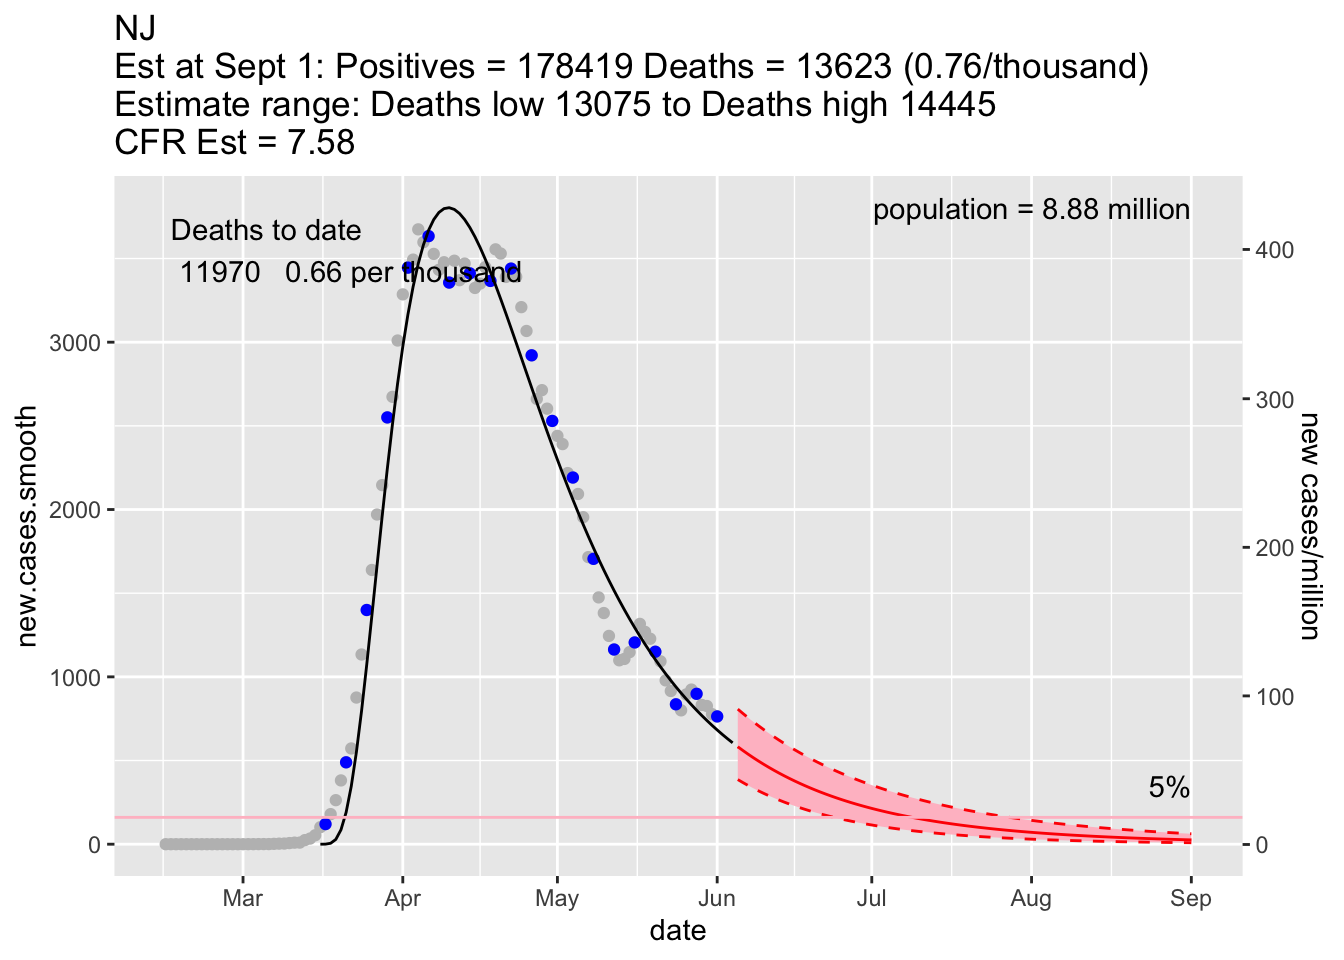 NJ
Est at Sept 1: Positives = 178419 Deaths = 13623 (0.76/thousand)
Estimate range: Deaths low 13075 to Deaths high 14445
CFR Est = 7.58
Deaths to date
11970 0.66 per thousand
population = 8.88 million
5%
new.cases.smooth
3000
2000
1000
0
400
300
200
100
0
new cases/million
Mar Apr May Jun Jul Aug Sep
date